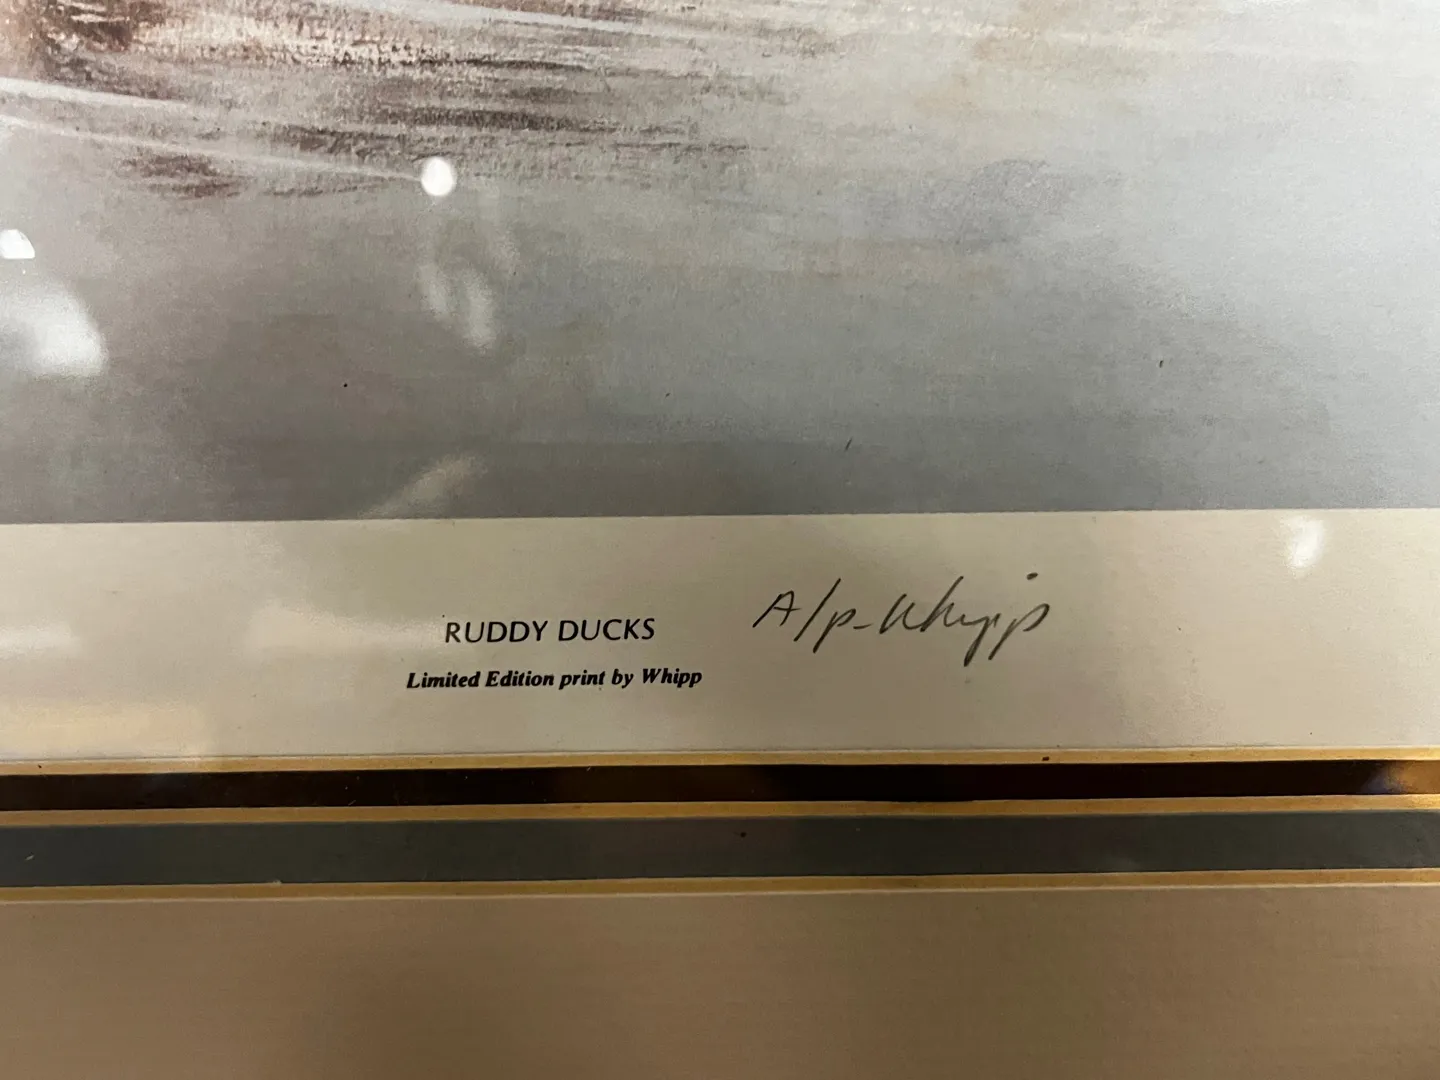 RUDDY DUCKS
Limited Edition print by Whipp
A/p-Whipp